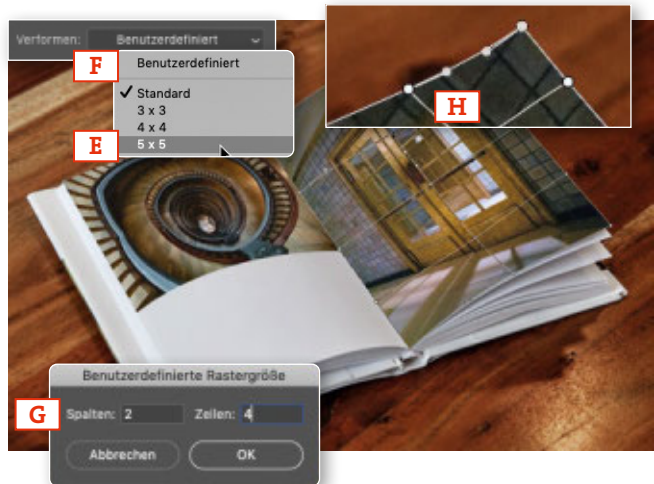 Verformen: Benutzerdefiniert
F
Benutzerdefiniert
✓ Standard
3 x 3
4 x 4
E
5 x 5
H
Benutzerdefinierte Rastergröße
G
Spalten: 2 Zeilen: 4
Abbrechen OK